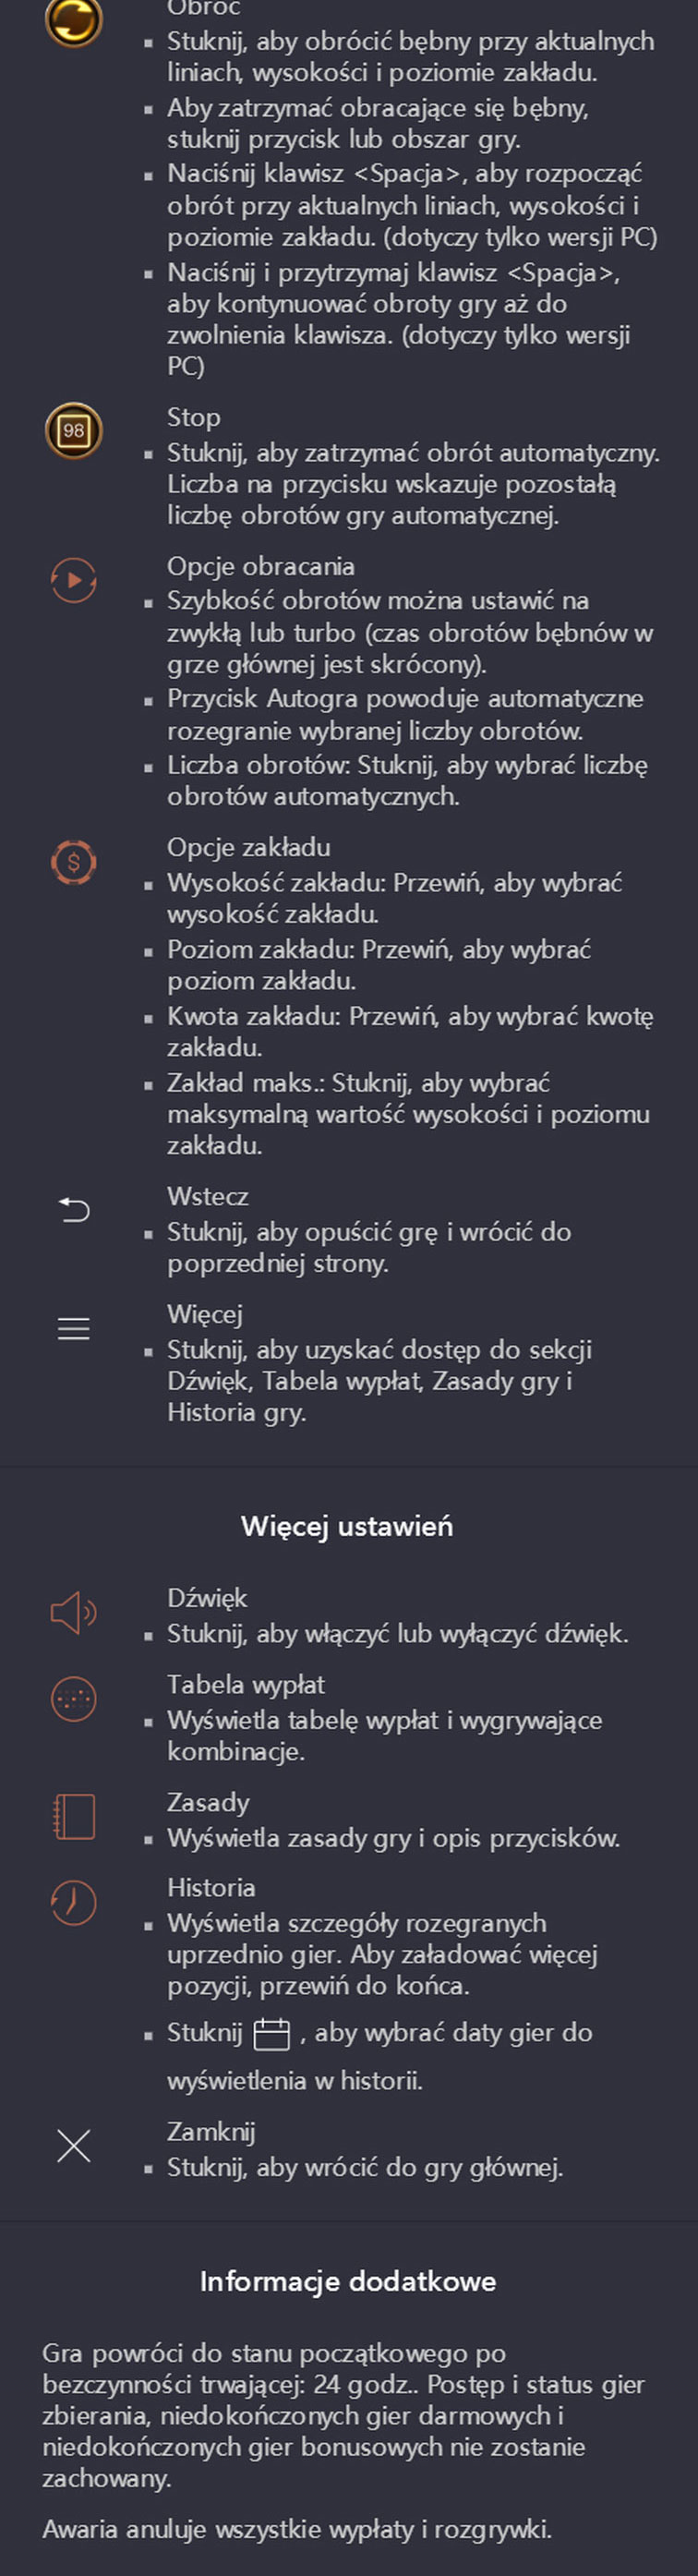 Obróć
▪ Stuknij, aby obrócić bębny przy aktualnych
liniach, wysokości i poziomie zakładu.
▪ Aby zatrzymać obracające się bębny,
stuknij przycisk lub obszar gry.
▪ Naciśnij klawisz <Spacja>, aby rozpocząć
obrót przy aktualnych liniach, wysokości i
poziomie zakładu. (dotyczy tylko wersji PC)
▪ Naciśnij i przytrzymaj klawisz <Spacja>,
aby kontynuować obroty gry aż do
zwolnienia klawisza. (dotyczy tylko wersji
PC)
98
Stop
▪ Stuknij, aby zatrzymać obrót automatyczny.
Liczba na przycisku wskazuje pozostałą
liczbę obrotów gry automatycznej.
Opcje obracania
▪ Szybkość obrotów można ustawić na
zwykłą lub turbo (czas obrotów bębnów w
grze głównej jest skrócony).
▪ Przycisk Autogra powoduje automatyczne
rozegranie wybranej liczby obrotów.
▪ Liczba obrotów: Stuknij, aby wybrać liczbę
obrotów automatycznych.
$
Opcje zakładu
▪ Wysokość zakładu: Przewiń, aby wybrać
wysokość zakładu.
▪ Poziom zakładu: Przewiń, aby wybrać
poziom zakładu.
▪ Kwota zakładu: Przewiń, aby wybrać kwotę
zakładu.
▪ Zakład maks.: Stuknij, aby wybrać
maksymalną wartość wysokości i poziomu
zakładu.
Wstecz
▪ Stuknij, aby opuścić grę i wrócić do
poprzedniej strony.
Więcej
▪ Stuknij, aby uzyskać dostęp do sekcji
Dźwięk, Tabela wypłat, Zasady gry i
Historia gry.
Więcej ustawień
Dźwięk
▪ Stuknij, aby włączyć lub wyłączyć dźwięk.
Tabela wypłat
▪ Wyświetla tabelę wypłat i wygrywające
kombinacje.
Zasady
▪ Wyświetla zasady gry i opis przycisków.
Historia
▪ Wyświetla szczegóły rozegranych
uprzednio gier. Aby załadować więcej
pozycji, przewiń do końca.
▪ Stuknij , aby wybrać daty gier do
wyświetlenia w historii.
Zamknij
▪ Stuknij, aby wrócić do gry głównej.
Informacje dodatkowe
Gra powróci do stanu początkowego po
bezczynności trwającej: 24 godz.. Postęp i status gier
zbierania, niedokończonych gier darmowych i
niedokończonych gier bonusowych nie zostanie
zachowany.
Awaria anuluje wszystkie wypłaty i rozgrywki.